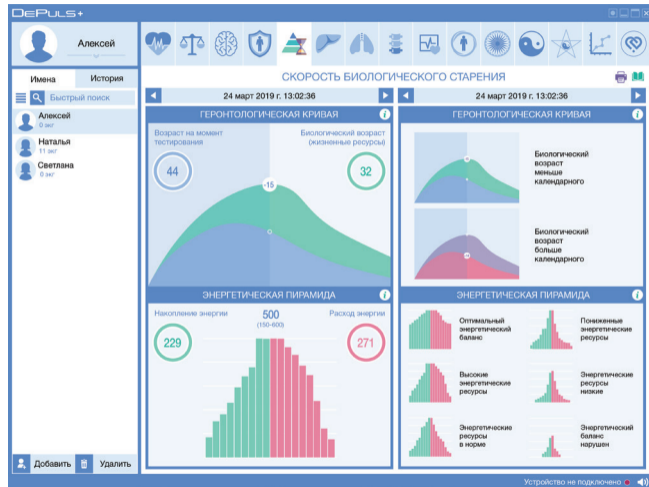 DePuls+
Алексей
Имена
История
Быстрый поиск
Алексей
0 экг
Наталья
11 экг
Светлана
0 экг
Добавить
Удалить
СКОРОСТЬ БИОЛОГИЧЕСКОГО СТАРЕНИЯ
24 март 2019 г. 13:02:36
ГЕРОНТОЛОГИЧЕСКАЯ КРИВАЯ
Возраст на момент
тестирования
44
Биологический возраст
(жизненные ресурсы)
32
-15
0
ЭНЕРГЕТИЧЕСКАЯ ПИРАМИДА
Накопление энергии
229
500
(150-600)
Расход энергии
271
24 март 2019 г. 13:02:36
ГЕРОНТОЛОГИЧЕСКАЯ КРИВАЯ
Биологический
возраст
меньше
календарного
Биологический
возраст
больше
календарного
ЭНЕРГЕТИЧЕСКАЯ ПИРАМИДА
Оптимальный
энергетический
баланс
Пониженные
энергетические
ресурсы
Высокие
энергетические
ресурсы
Энергетические
ресурсы
низкие
Энергетические
ресурсы
в норме
Энергетический
баланс
нарушен
Устройство не подключено